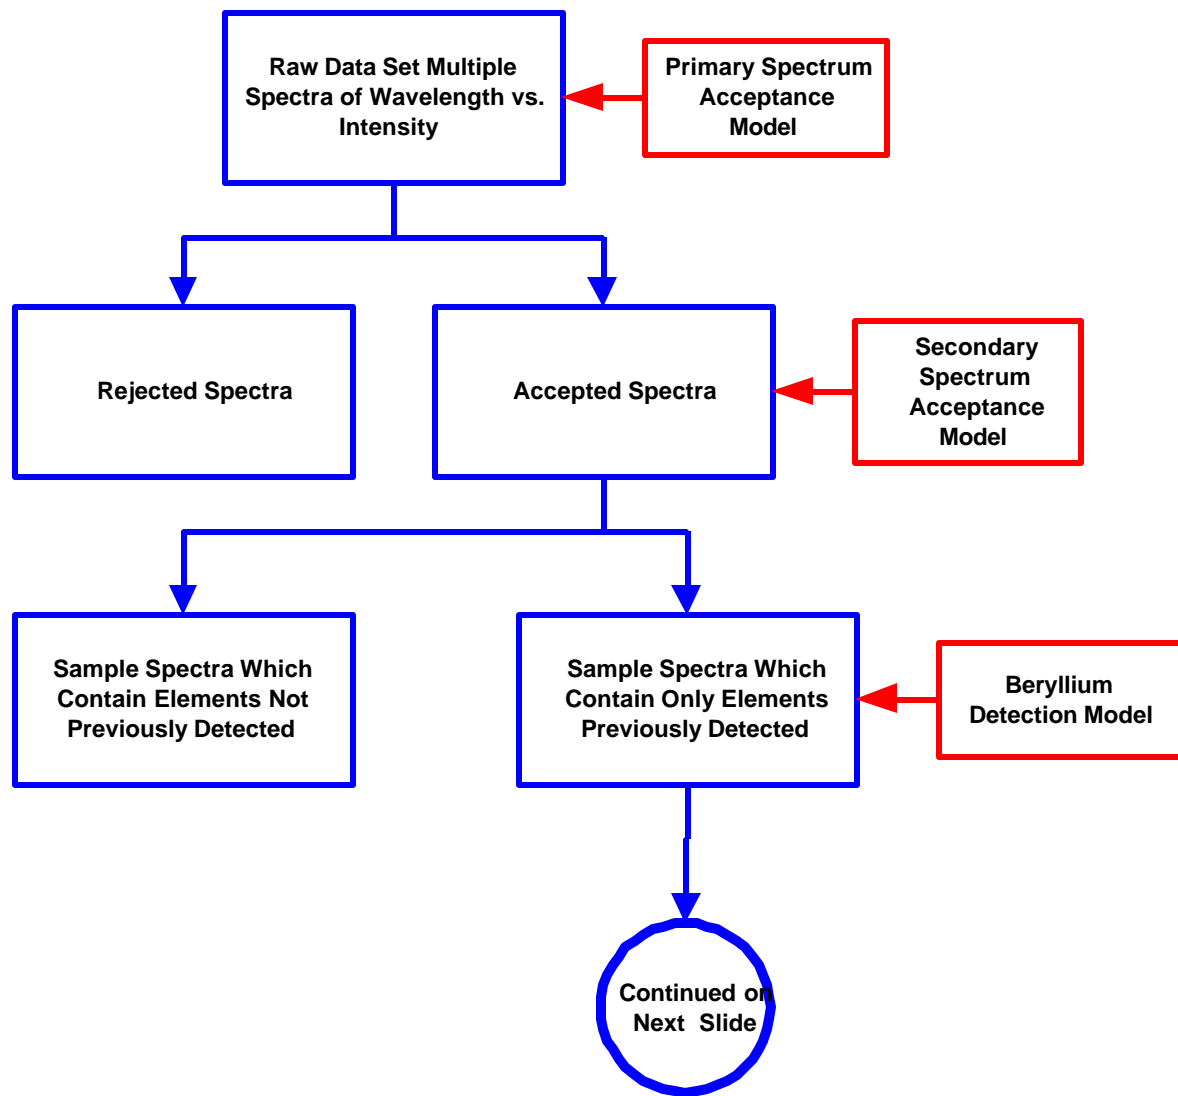 Raw Data Set Multiple
Spectra of Wavelength vs.
Intensity
Primary Spectrum
Acceptance
Model
Rejected Spectra
Accepted Spectra
Secondary
Spectrum
Acceptance
Model
Sample Spectra Which
Contain Elements Not
Previously Detected
Sample Spectra Which
Contain Only Elements
Previously Detected
Beryllium
Detection Model
Continued on
Next Slide